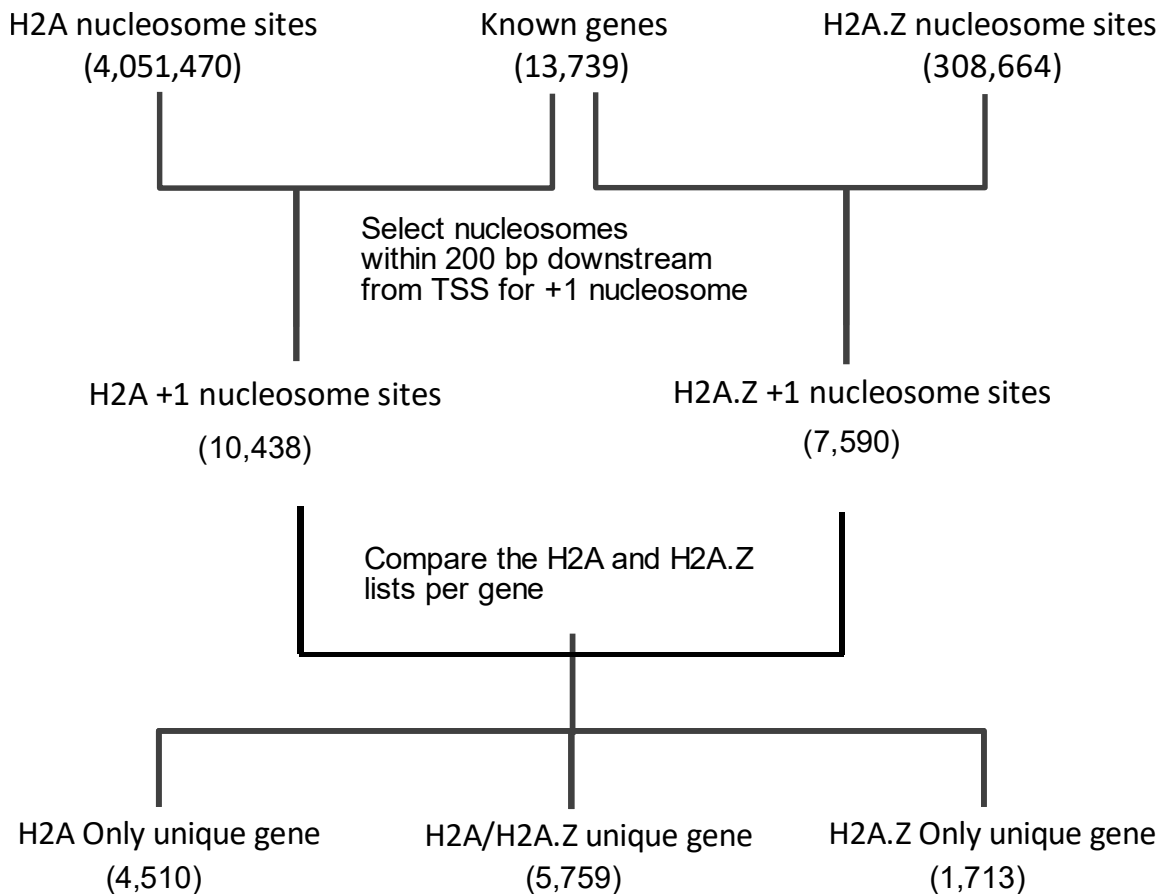 H2A nucleosome sites
(4,051,470)
Known genes
(13,739)
H2A.Z nucleosome sites
(308,664)
Select nucleosomes
within 200 bp downstream
from TSS for +1 nucleosome
H2A +1 nucleosome sites
(10,438)
H2A.Z +1 nucleosome sites
(7,590)
Compare the H2A and H2A.Z
lists per gene
H2A Only unique gene
(4,510)
H2A/H2A.Z unique gene
(5,759)
H2A.Z Only unique gene
(1,713)